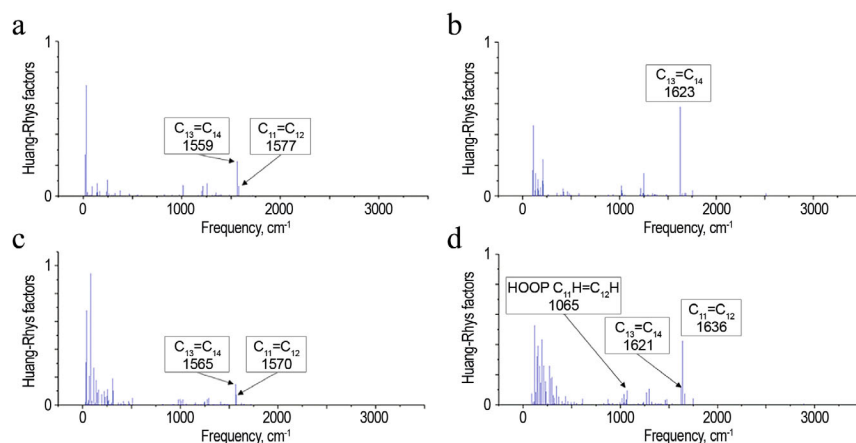 a
1
Huang-Rhys factors
0
C₁₃=C₁₄
1559
C₁₁=C₁₂
1577
0 1000 2000 3000
Frequency, cm⁻¹
b
1
Huang-Rhys factors
0
C₁₃=C₁₄
1623
0 1000 2000 3000
Frequency, cm⁻¹
c
1
Huang-Rhys factors
0
C₁₃=C₁₄
1565
C₁₁=C₁₂
1570
0 1000 2000 3000
Frequency, cm⁻¹
d
1
Huang-Rhys factors
0
HOOP C₁₁H=C₁₂H
1065
C₁₃=C₁₄
1621
C₁₁=C₁₂
1636
0 1000 2000 3000
Frequency, cm⁻¹